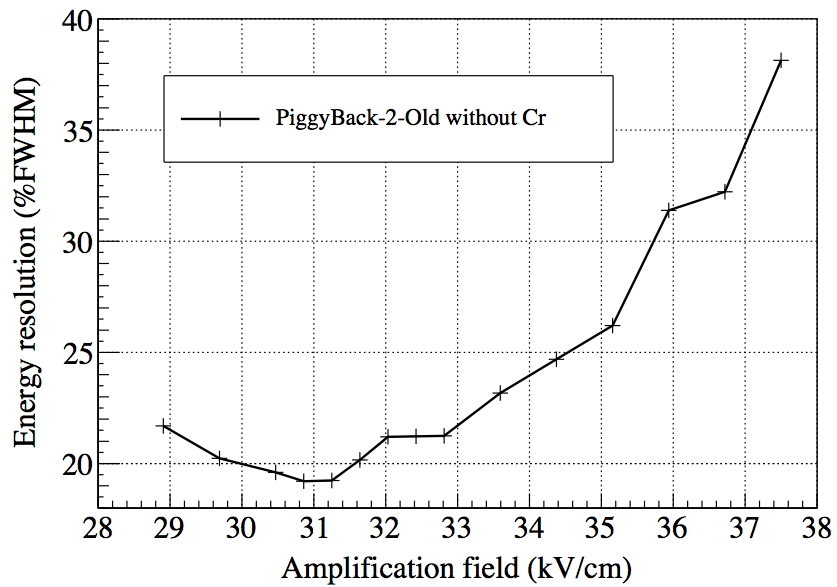 40
35
30
25
20
Energy resolution (%FWHM)
PiggyBack-2-Old without Cr
28 29 30 31 32 33 34 35 36 37 38
Amplification field (kV/cm)